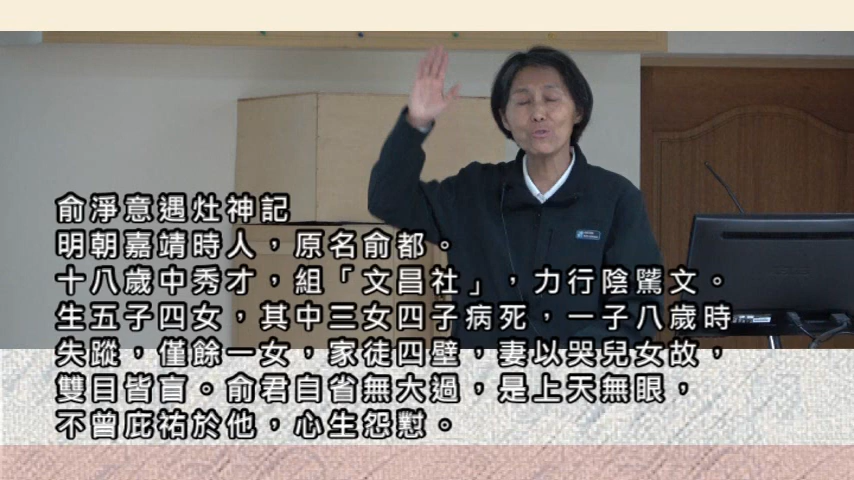 俞淨意遇灶神記
明朝嘉靖時人，原名俞都。
十八歲中秀才，組「文昌社」，力行陰騭文。
生五子四女，其中三女四子病死，一子八歲時
失蹤，僅餘一女，家徒四壁，妻以哭兒女故，
雙目皆盲。俞君自省無大過，是上天無眼，
不曾庇祐於他，心生怨懟。